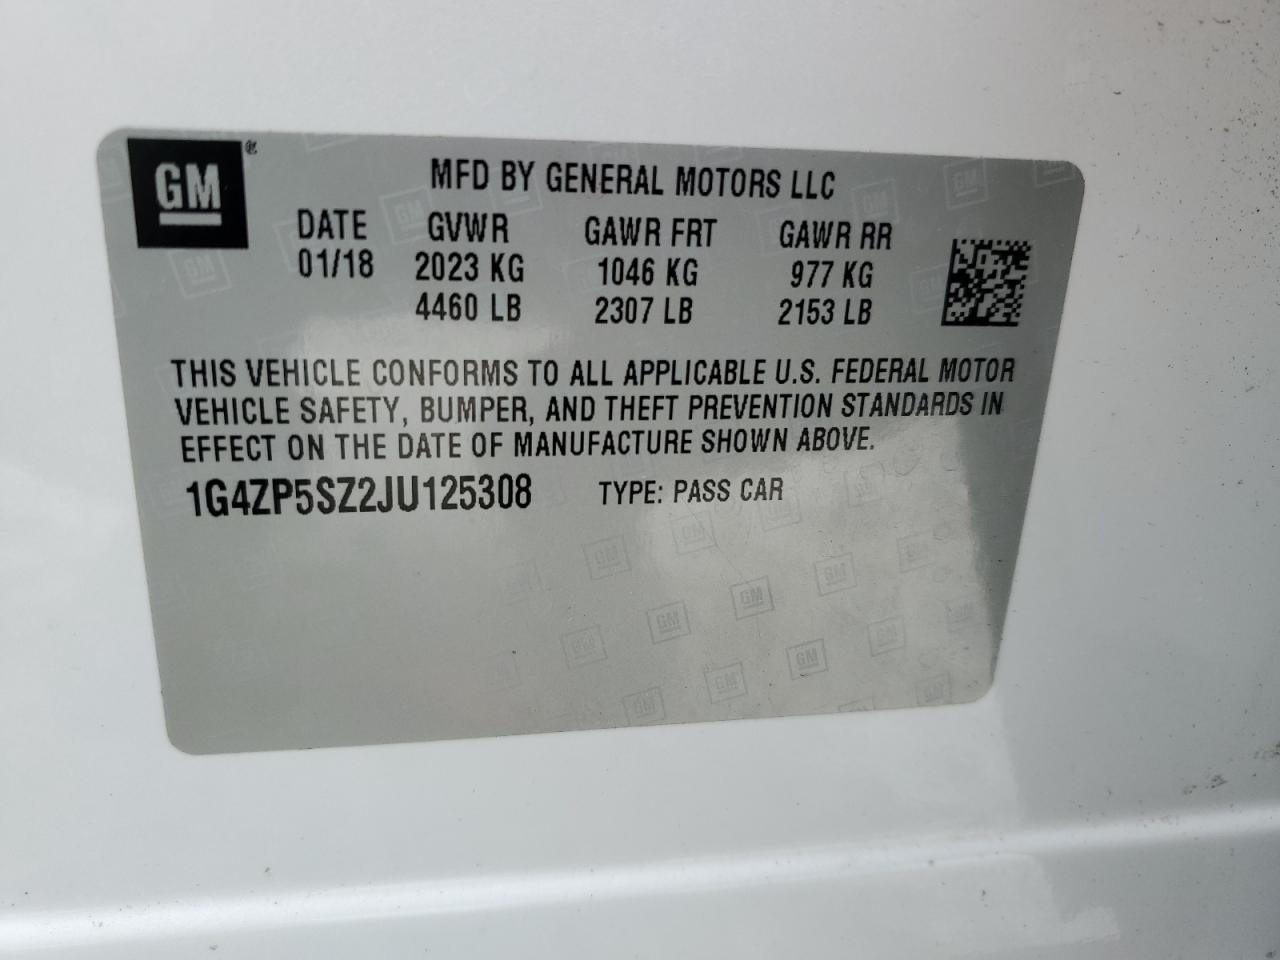 GM
MFD BY GENERAL MOTORS LLC
DATE GVWR GAWR FRT GAWR RR
01/18 2023 KG 1046 KG 977 KG
4460 LB 2307 LB 2153 LB
THIS VEHICLE CONFORMS TO ALL APPLICABLE U.S. FEDERAL MOTOR
VEHICLE SAFETY, BUMPER, AND THEFT PREVENTION STANDARDS IN
EFFECT ON THE DATE OF MANUFACTURE SHOWN ABOVE.
1G4ZP5SZ2JU125308 TYPE: PASS CAR